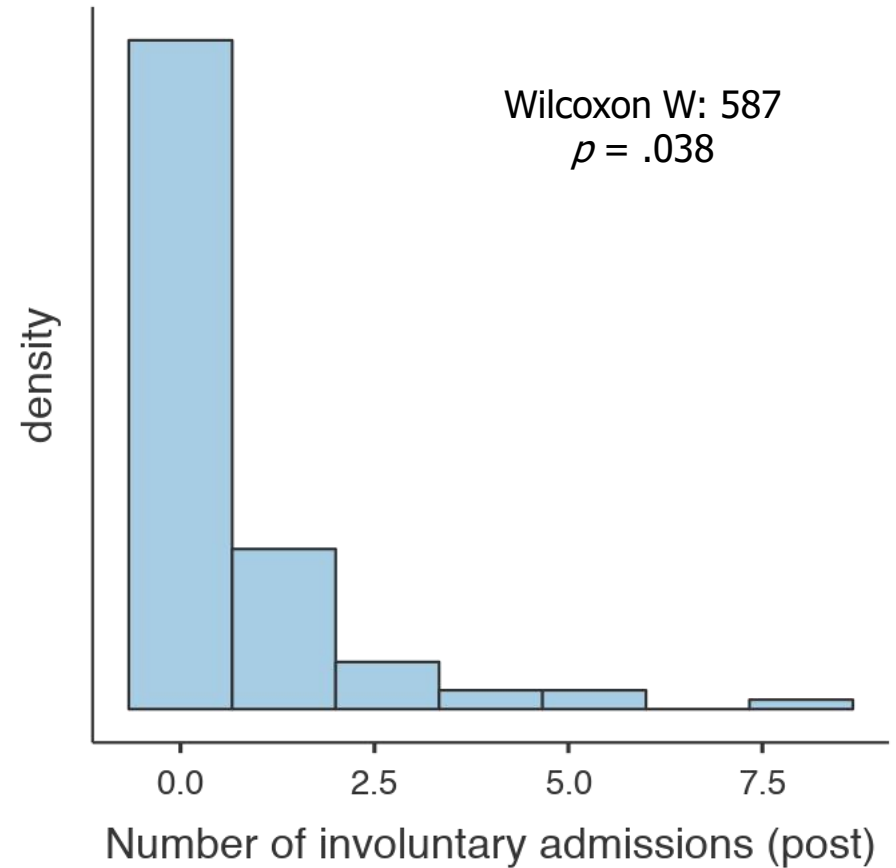 Wilcoxon W: 587
p = .038
density
0.0 2.5 5.0 7.5
Number of involuntary admissions (post)